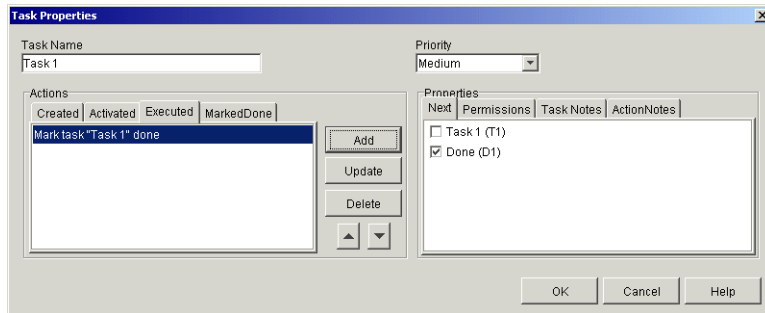 Task Properties
Task Name
Priority
Task 1
Medium
Actions
Properties
Created Activated Executed MarkedDone
Next Permissions Task Notes ActionNotes
Mark task "Task 1" done
Add
Update
Delete
Task 1 (T1)
Done (D1)
OK Cancel Help